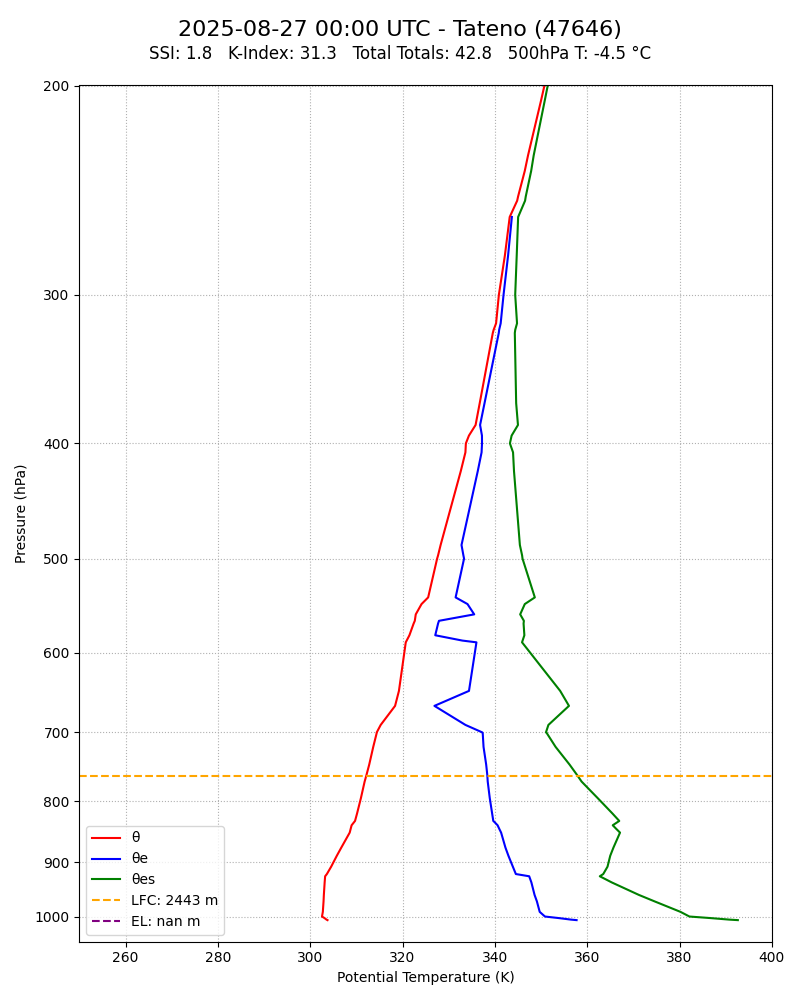 2025-08-27 00:00 UTC - Tateno (47646)
SSI: 1.8   K-Index: 31.3   Total Totals: 42.8   500hPa T: -4.5 °C
Pressure (hPa)
200
300
400
500
600
700
800
900
1000
θ
θe
θes
LFC: 2443 m
EL: nan m
260 280 300 320 340 360 380 400
Potential Temperature (K)